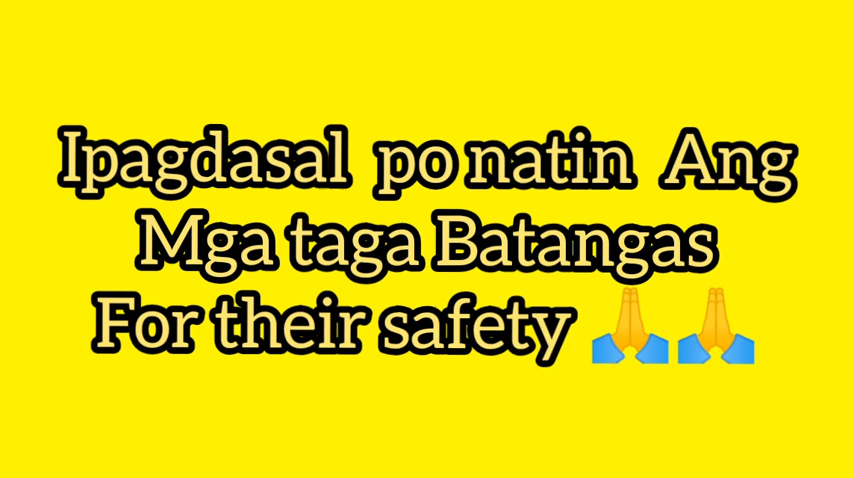 Ipagdasal po natin Ang
Mga taga Batangas
For their safety 🙏🙏